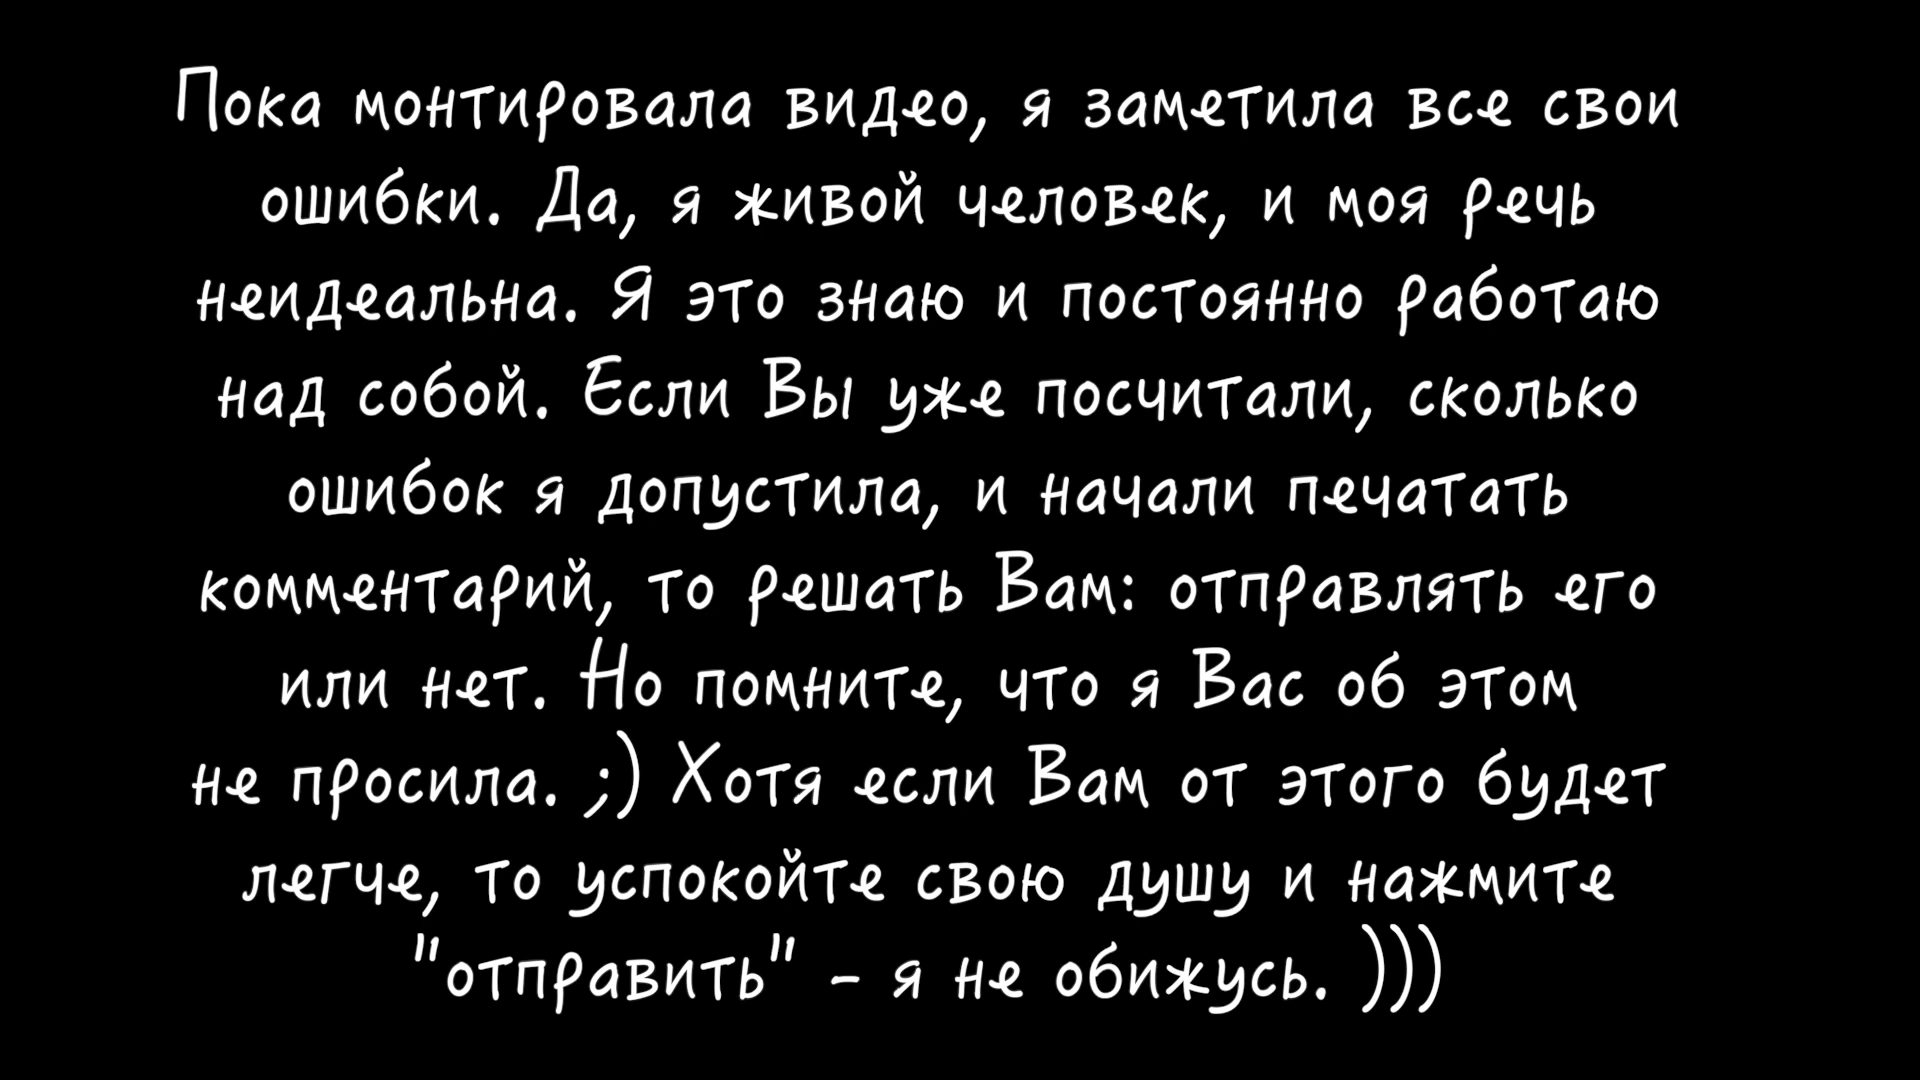 Пока монтировала видео, я заметила все свои
ошибки. Да, я живой человек, и моя речь
неидеальна. Я это знаю и постоянно работаю
над собой. Если Вы уже посчитали, сколько
ошибок я допустила, и начали печатать
комментарий, то решать Вам: отправлять его
или нет. Но помните, что я Вас об этом
не просила. ;) Хотя если Вам от этого будет
легче, то успокойте свою душу и нажмите
"отправить" - я не обижусь. )))